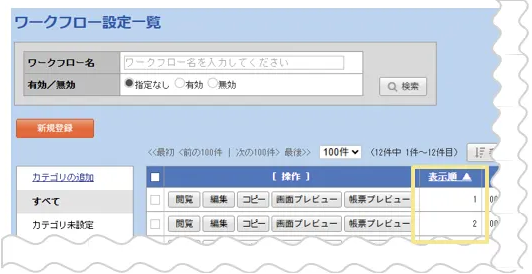 ワークフロー設定一覧
ワークフロー名 ワークフロー名を入力してください
有効／無効 指定なし 有効 無効 検索
新規登録
<<最初 <前の100件 | 次の100件> 最後>> 100件 (12件中 1件～12件目)
カテゴリの追加 [ 操作 ] 表示順 ▲
すべて 閲覧 編集 コピー 画面プレビュー 帳票プレビュー 1 00
カテゴリ未設定 閲覧 編集 コピー 画面プレビュー 帳票プレビュー 2 00